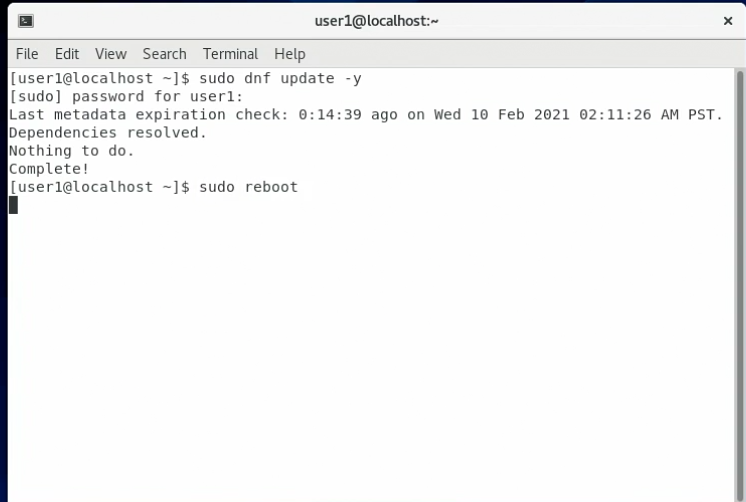 user1@localhost:~
File Edit View Search Terminal Help
[user1@localhost ~]$ sudo dnf update -y
[sudo] password for user1:
Last metadata expiration check: 0:14:39 ago on Wed 10 Feb 2021 02:11:26 AM PST.
Dependencies resolved.
Nothing to do.
Complete!
[user1@localhost ~]$ sudo reboot